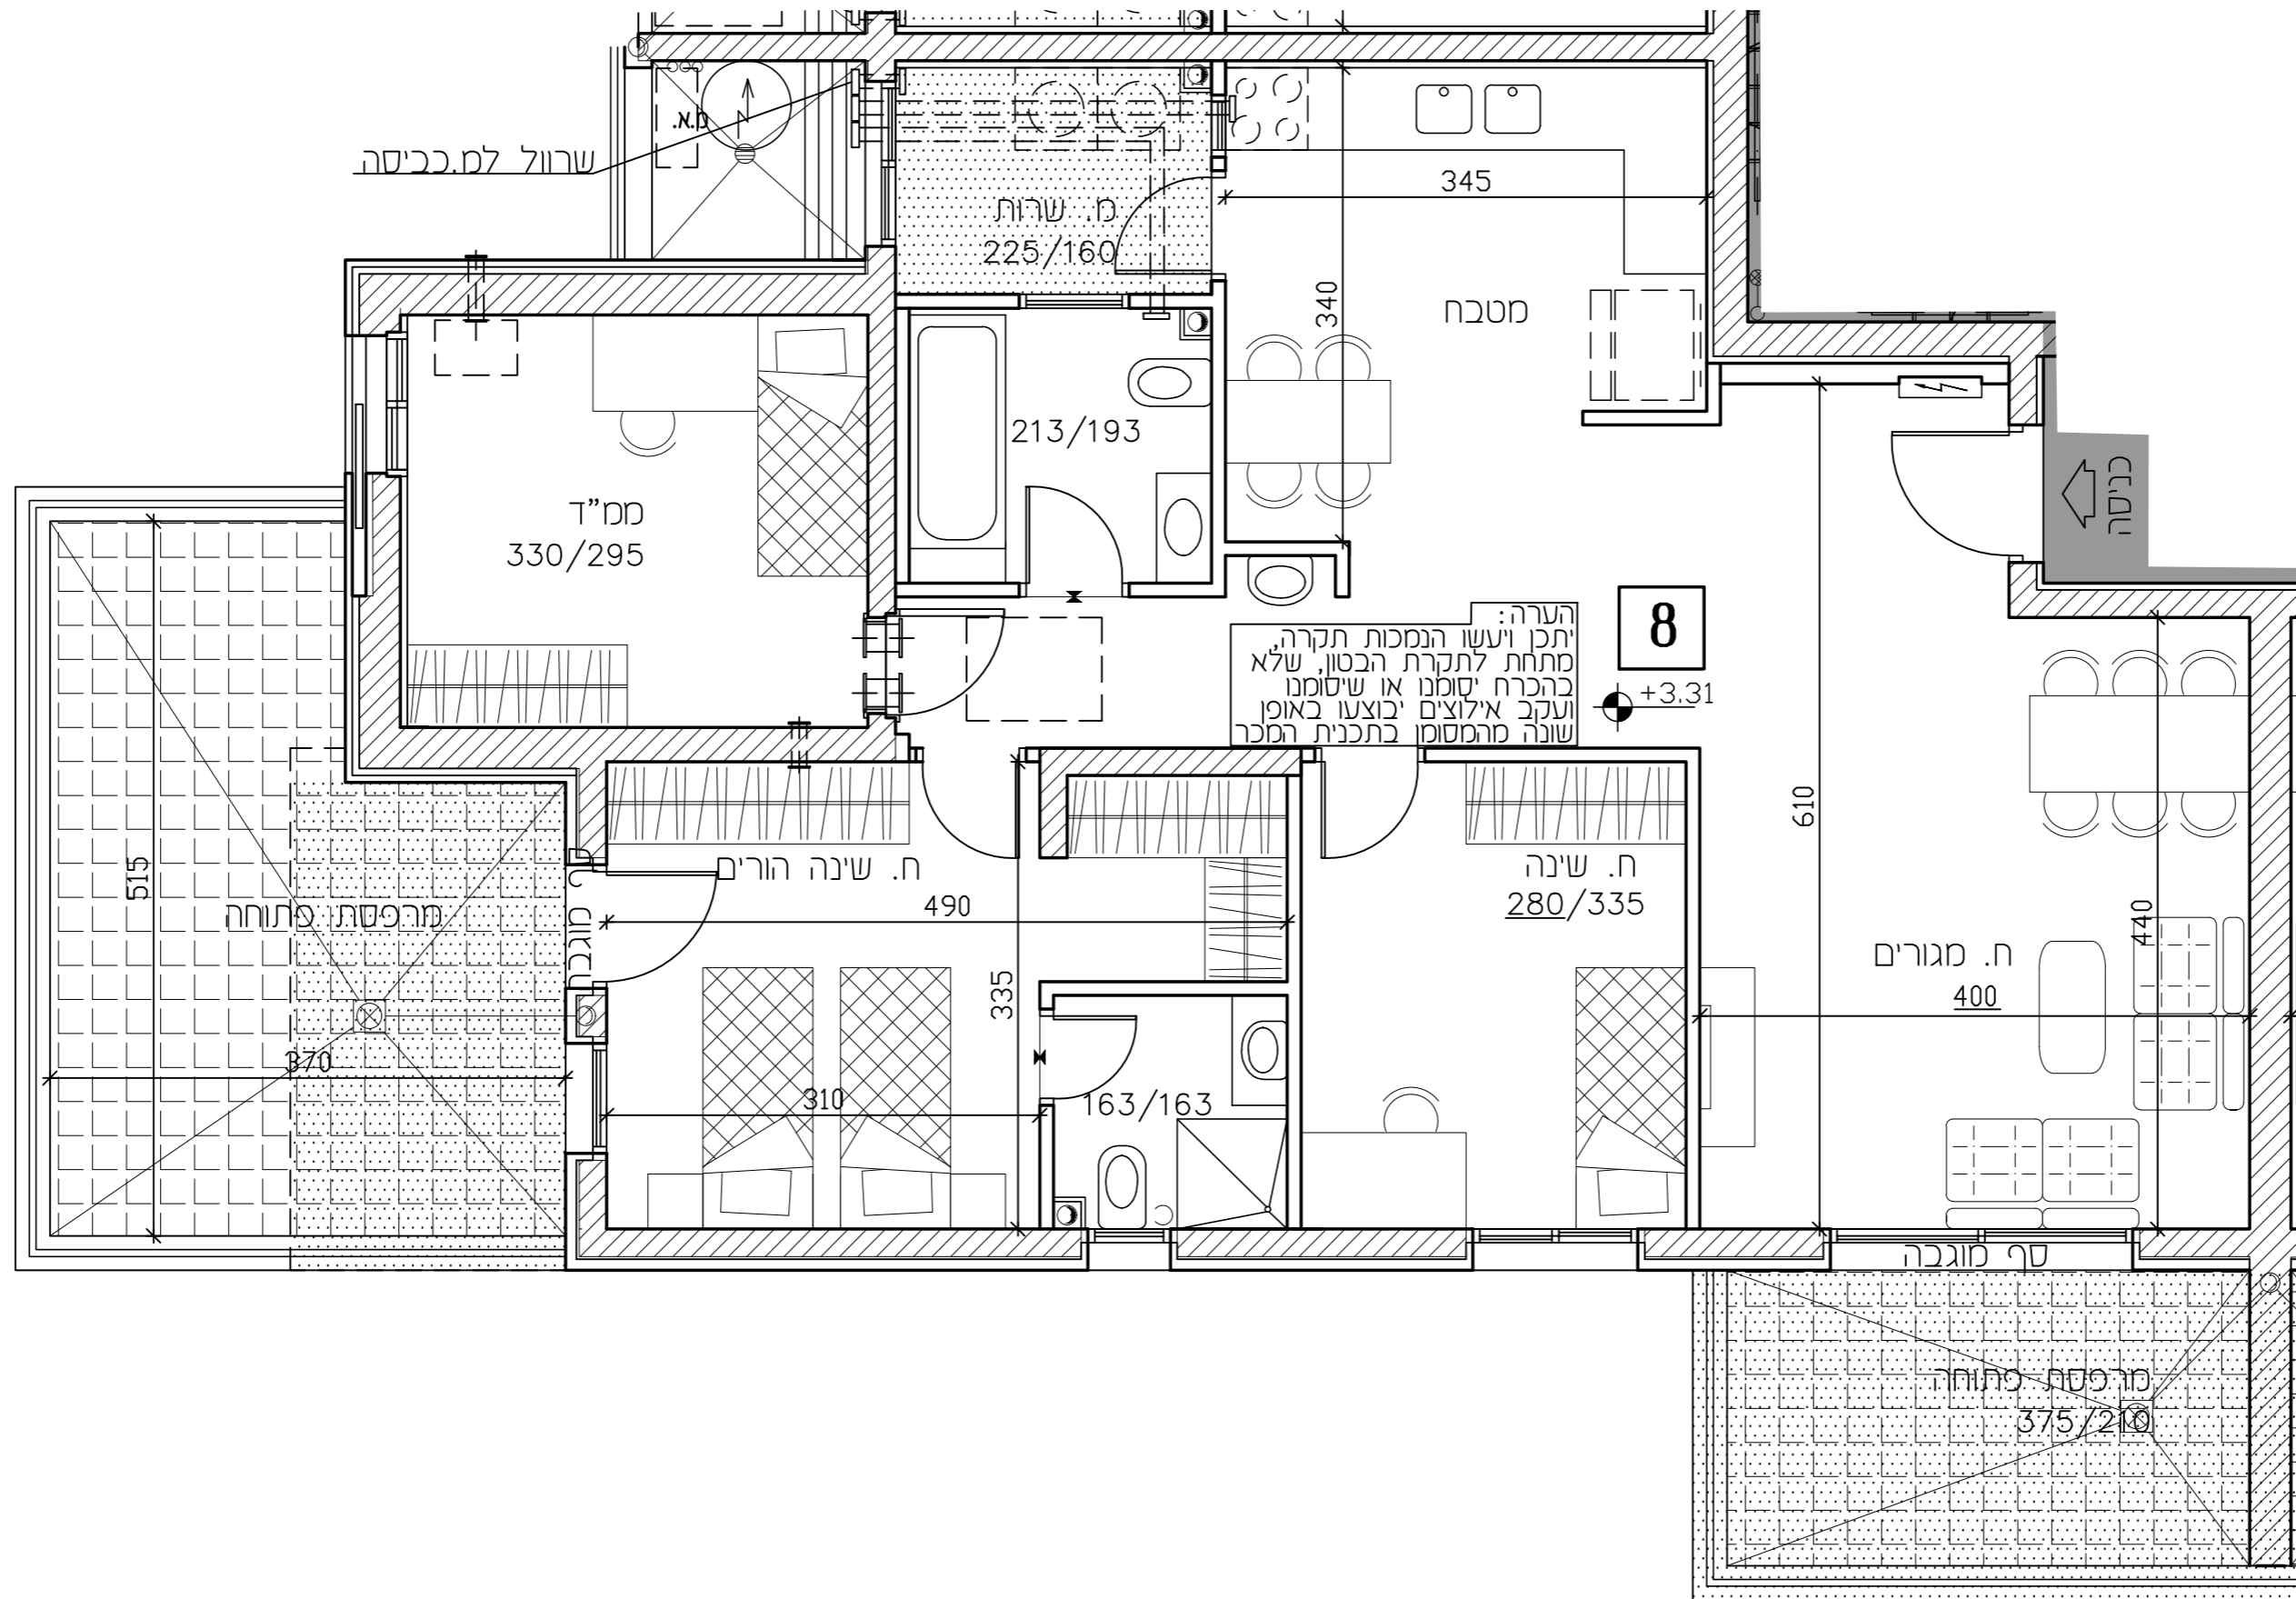 מ.א.
שרוול למ.כביסה
מ. שרות
225/160
345
340
מטבח
213/193
ממ"ד
330/295
כניסה
הערה:
יתכן ויעשו הנמכות תקרה,
מתחת לתקרת הבטון, שלא
בהכרח יסומנו או שיסומנו
ועקב אילוצים יבוצעו באופן
שונה מהמסומן בתכנית המכר
8
+3.31
610
440
515
מרפסת פתוחה
370
סף מוגבה
ח. שינה הורים
490
335
310
163/163
ח. שינה
280/335
ח. מגורים
400
סף מוגבה
מרפסת פתוחה
375/210
N